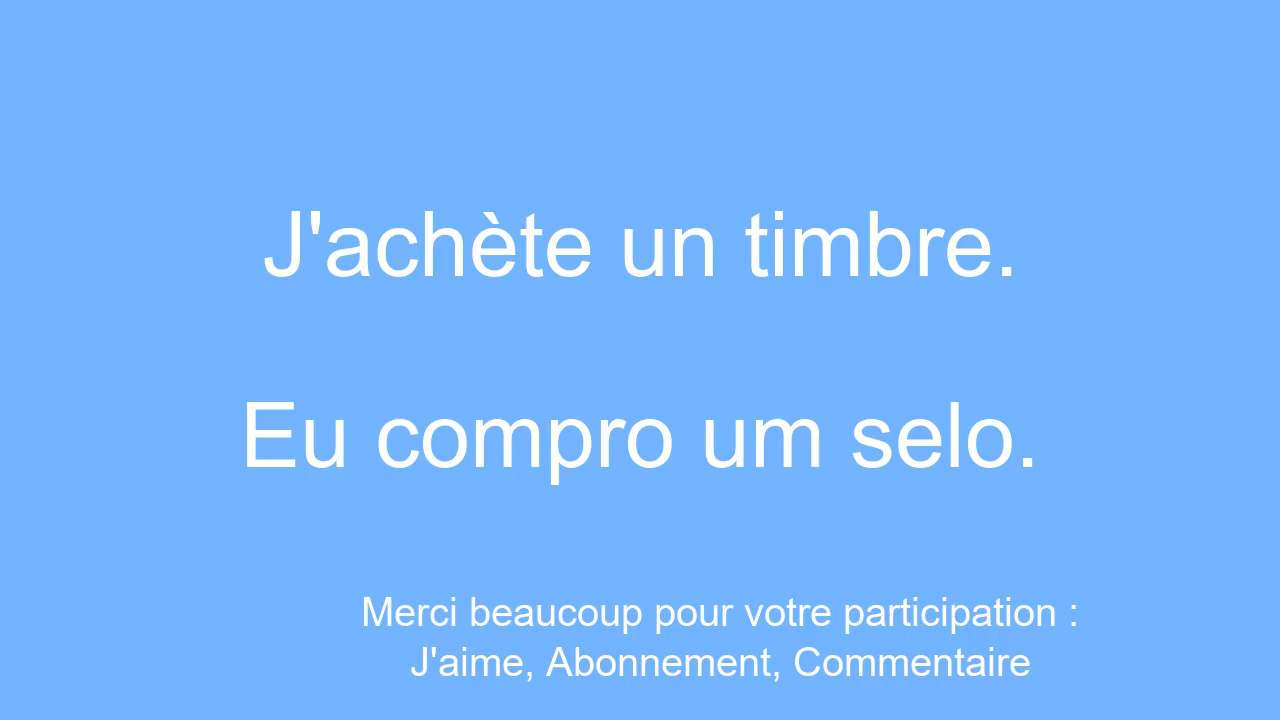 J'achète un timbre.
Eu compro um selo.
Merci beaucoup pour votre participation :
J'aime, Abonnement, Commentaire